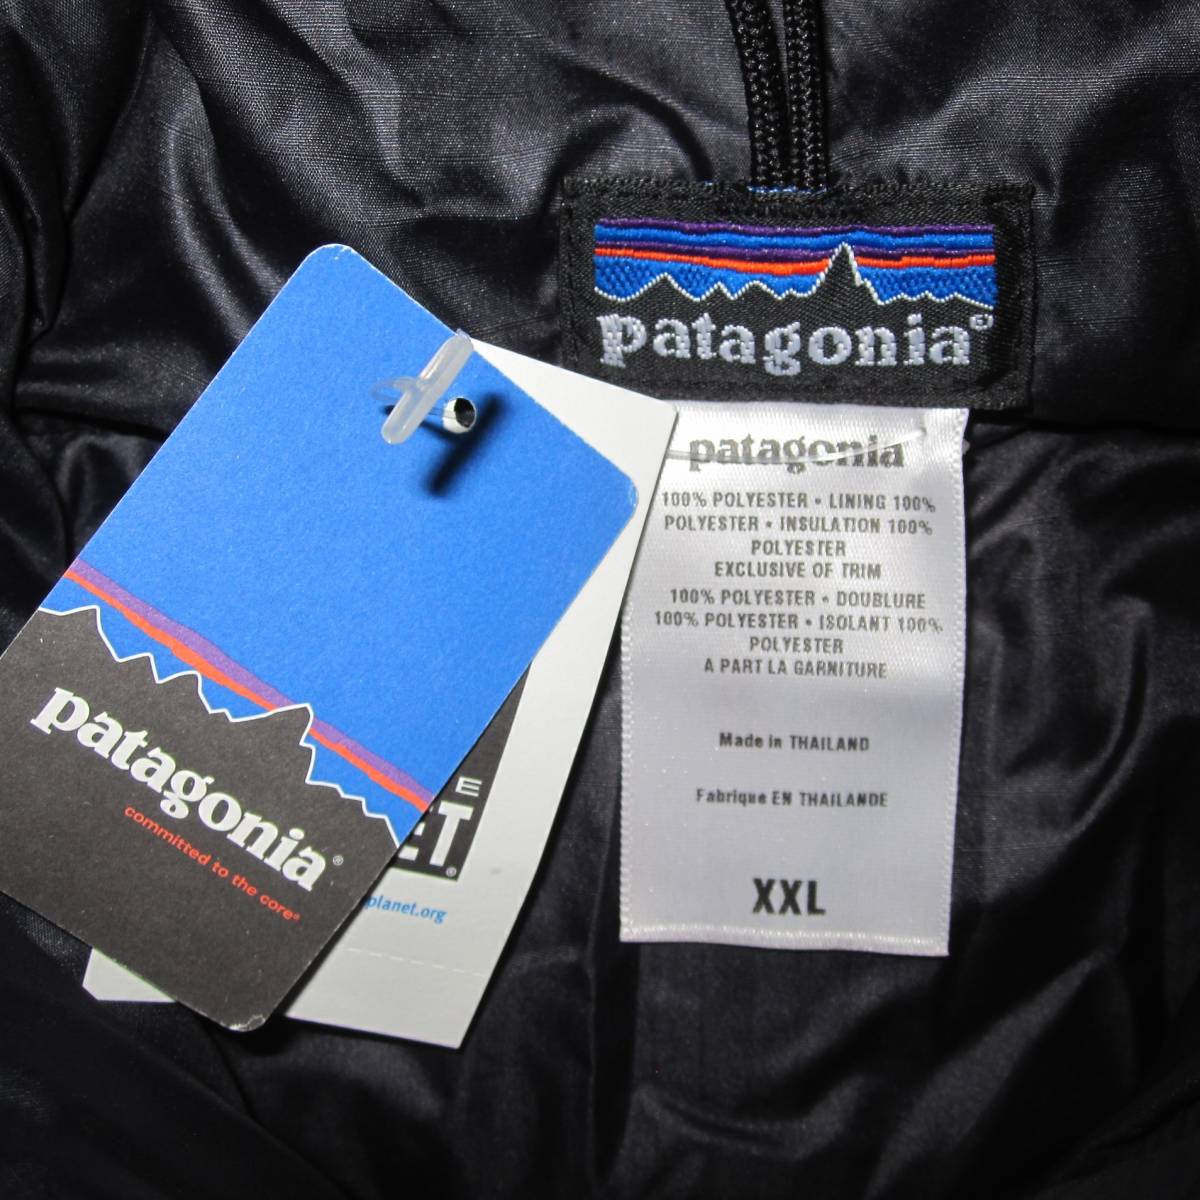 patagonia®
patagonia
100% POLYESTER • LINING 100%
POLYESTER • INSULATION 100%
POLYESTER
EXCLUSIVE OF TRIM
100% POLYESTER • DOUBLURE
100% POLYESTER • ISOLANT 100%
POLYESTER
A PART LA GARNITURE
Made in THAILAND
Fabrique EN THAILANDE
XXL
patagonia®
committed to the core®
E
ET®
planet.org